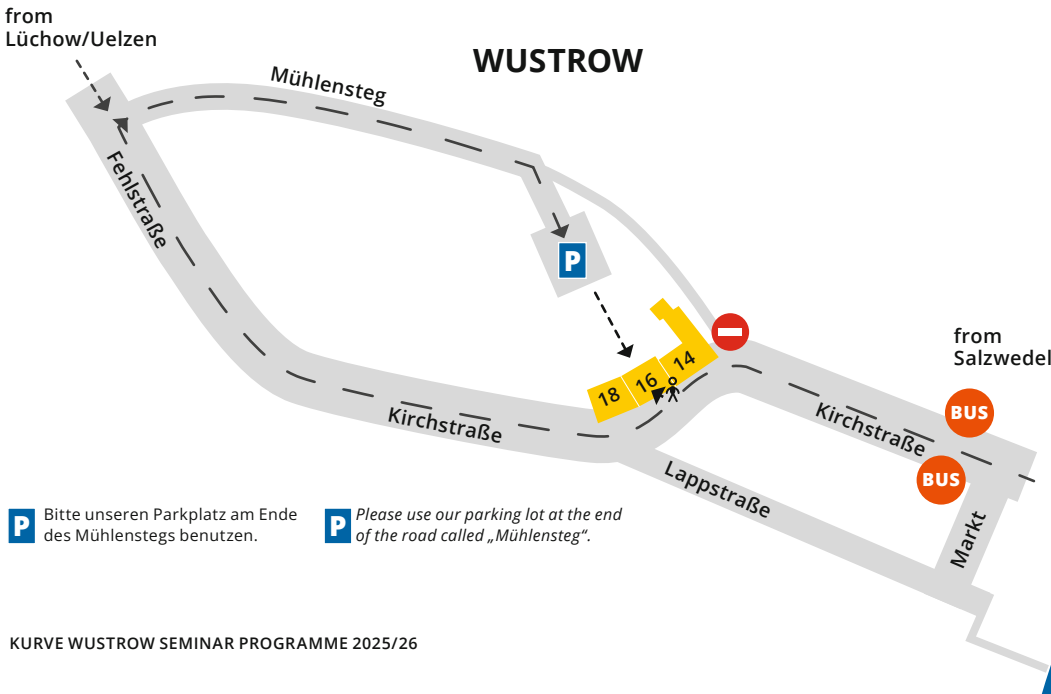 from
Lüchow/Uelzen
WUSTROW
Mühlensteg
Fehlstraße
P
from
Salzwedel
14
16
18
BUS
Kirchstraße
Kirchstraße
BUS
Lappstraße
Markt
P Bitte unseren Parkplatz am Ende
des Mühlenstegs benutzen.
P Please use our parking lot at the end
of the road called „Mühlensteg“.
KURVE WUSTROW SEMINAR PROGRAMME 2025/26